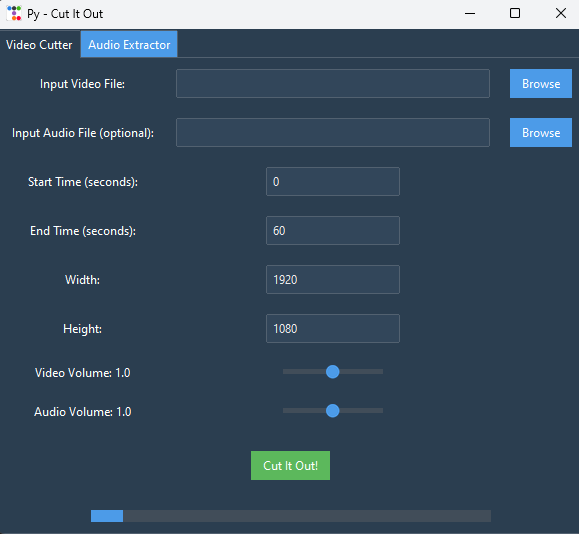 Py - Cut It Out
Video Cutter Audio Extractor
Input Video File: Browse
Input Audio File (optional): Browse
Start Time (seconds): 0
End Time (seconds): 60
Width: 1920
Height: 1080
Video Volume: 1.0
Audio Volume: 1.0
Cut It Out!